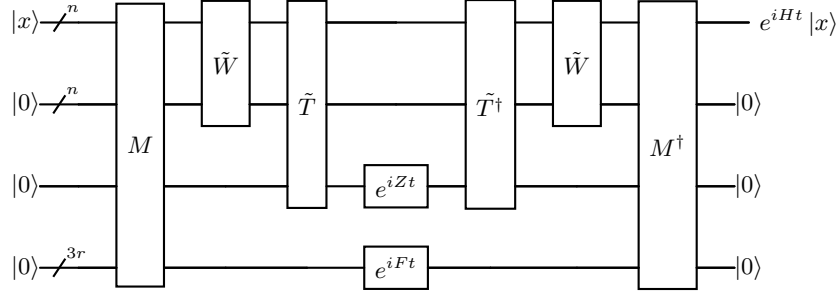 |x⟩ n M W̃ T̃ T̃† W̃ M† e^{iHt} |x⟩
|0⟩ n |0⟩
|0⟩ e^{iZt} |0⟩
|0⟩ 3r e^{iFt} |0⟩